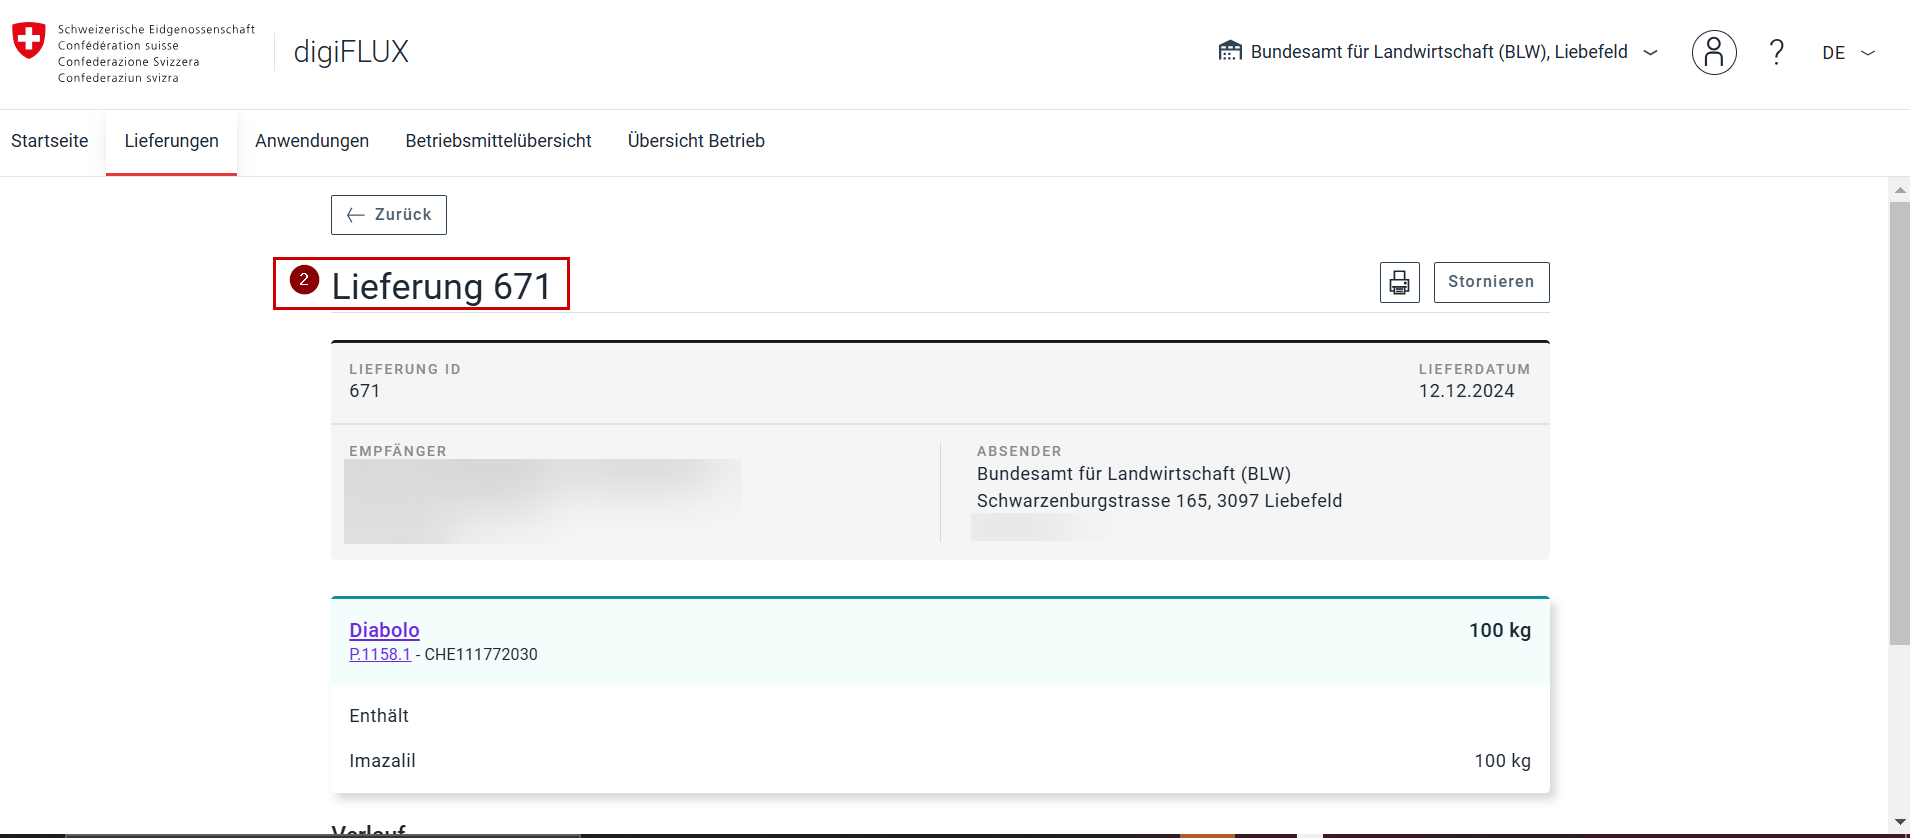 Schweizerische Eidgenossenschaft
Confédération suisse
Confederazione Svizzera
Confederaziun svizra
digiFLUX
Bundesamt für Landwirtschaft (BLW), Liebefeld
?
DE
Startseite Lieferungen Anwendungen Betriebsmittelübersicht Übersicht Betrieb
Zurück
2 Lieferung 671
Stornieren
LIEFERUNG ID
671
LIEFERDATUM
12.12.2024
EMPFÄNGER
ABSENDER
Bundesamt für Landwirtschaft (BLW)
Schwarzenburgstrasse 165, 3097 Liebefeld
Diabolo
100 kg
P.1158.1 - CHE111772030
Enthält
Imazalil 100 kg
Verlauf